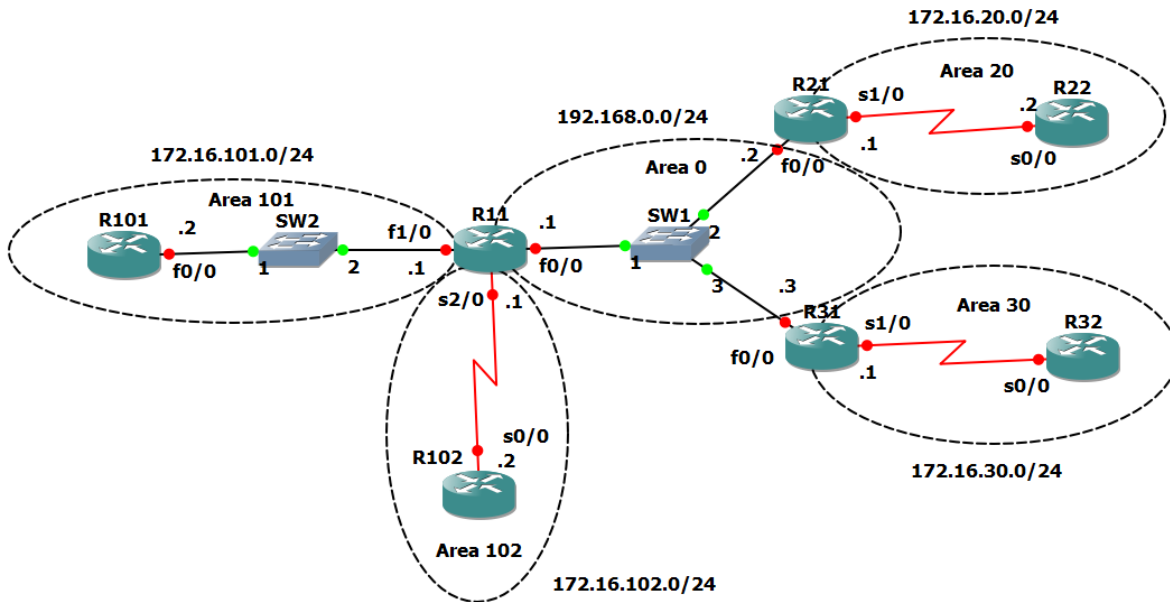 172.16.20.0/24
Area 20
R21
s1/0
.2
R22
.1
s0/0
192.168.0.0/24
.2
f0/0
Area 0
172.16.101.0/24
Area 101
R101
.2
SW2
f1/0
R11
.1
SW1
2
f0/0
1
2
.1
f0/0
1
s2/0
.1
3
.3
R31
s1/0
Area 30
R32
f0/0
.1
s0/0
172.16.30.0/24
s0/0
R102
.2
Area 102
172.16.102.0/24